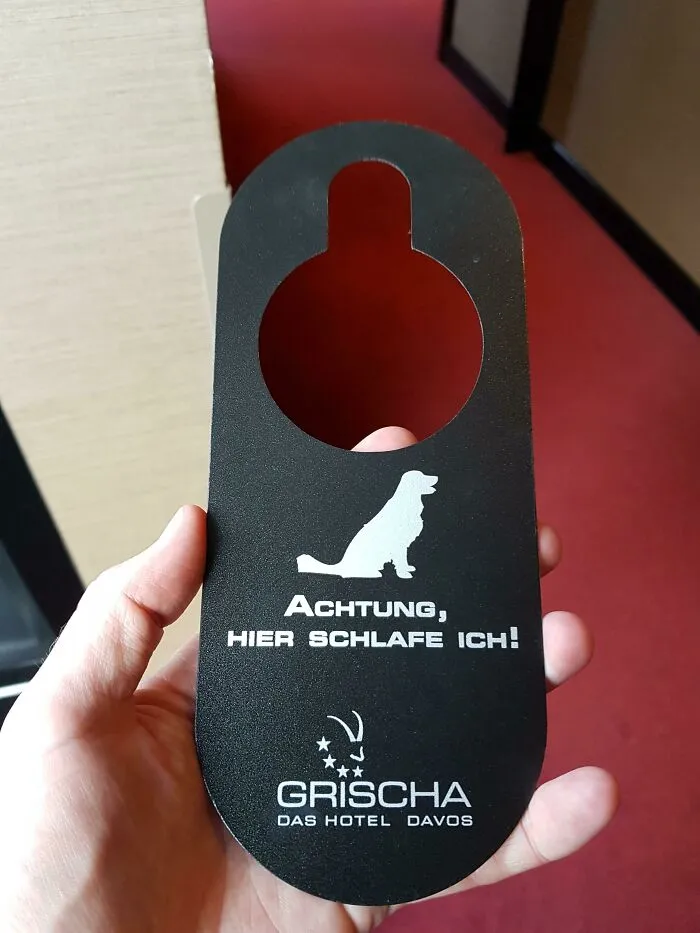 Achtung,
hier schlafe ich!
GRISCHA
DAS HOTEL DAVOS